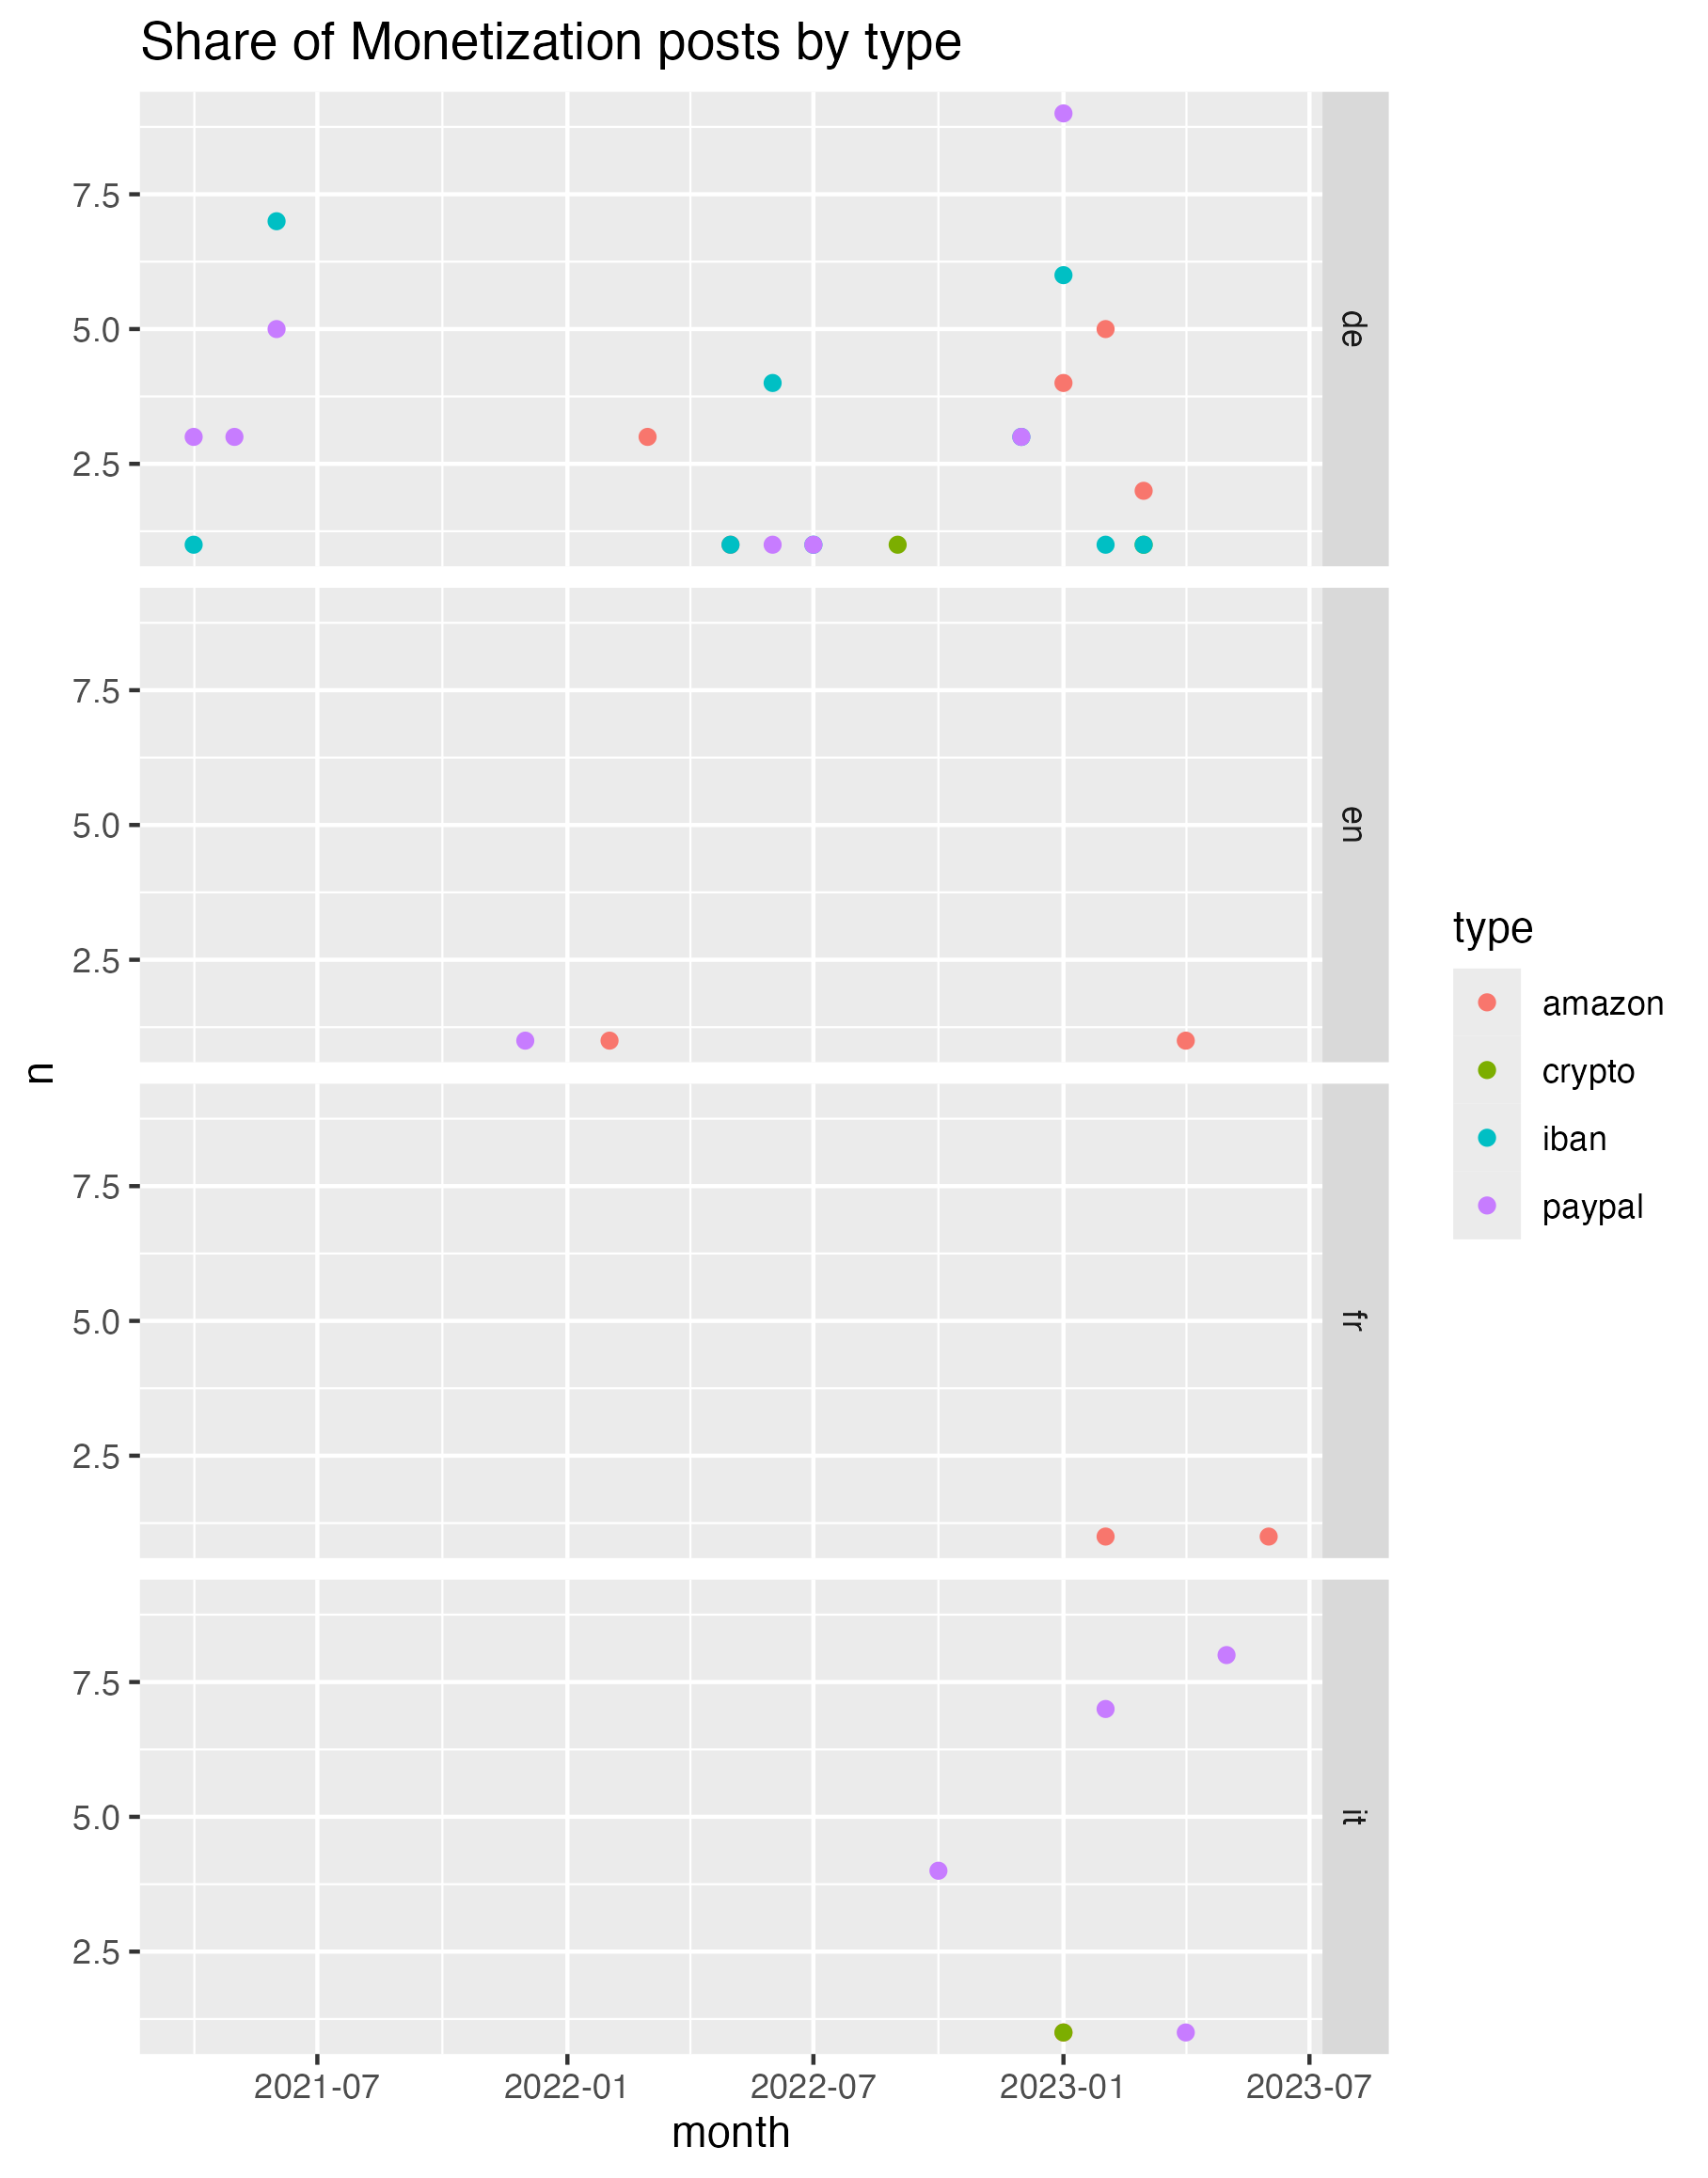 Share of Monetization posts by type
7.5
5.0
2.5
de
7.5
5.0
2.5
en
7.5
5.0
2.5
fr
7.5
5.0
2.5
it
n
2021-07 2022-01 2022-07 2023-01 2023-07
month
type
amazon
crypto
iban
paypal